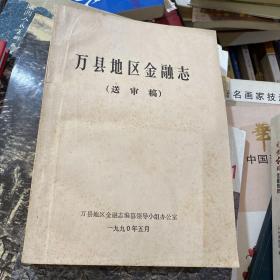 万县地区金融志
（送审稿）
万县地区金融志编纂领导小组办公室
一九九0年五月
名画家技
中国